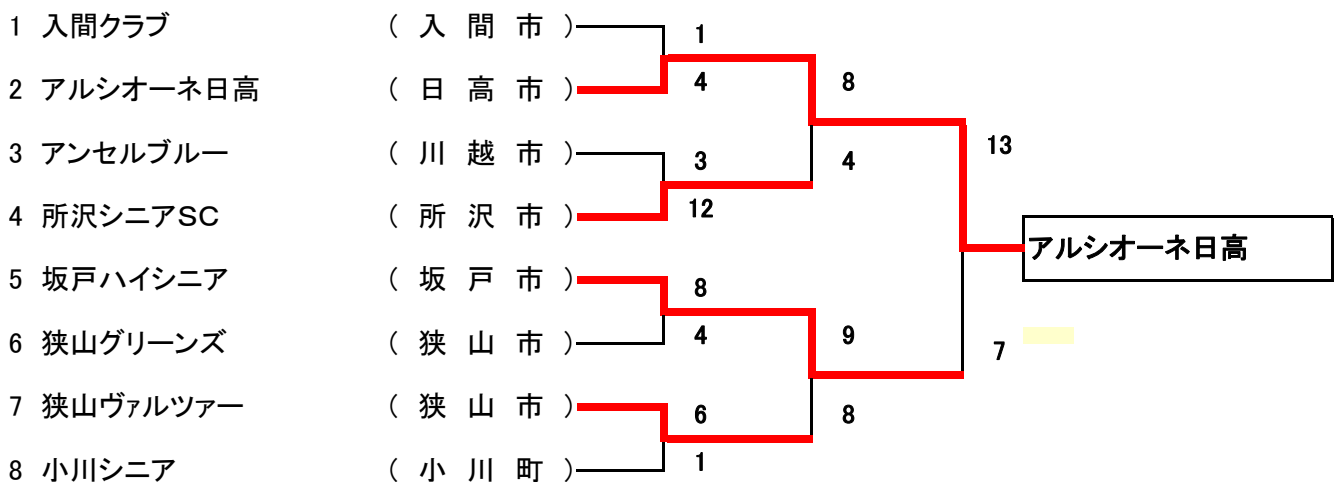 1 入間クラブ ( 入 間 市 )
1
2 アルシオーネ日高 ( 日 高 市 )
4
8
3 アンセルブルー ( 川 越 市 )
3
4
13
4 所沢シニアSC ( 所 沢 市 )
12
アルシオーネ日高
5 坂戸ハイシニア ( 坂 戸 市 )
8
6 狭山グリーンズ ( 狭 山 市 )
4
9
7
7 狭山ヴァルツァー ( 狭 山 市 )
6
8
8 小川シニア ( 小 川 町 )
1